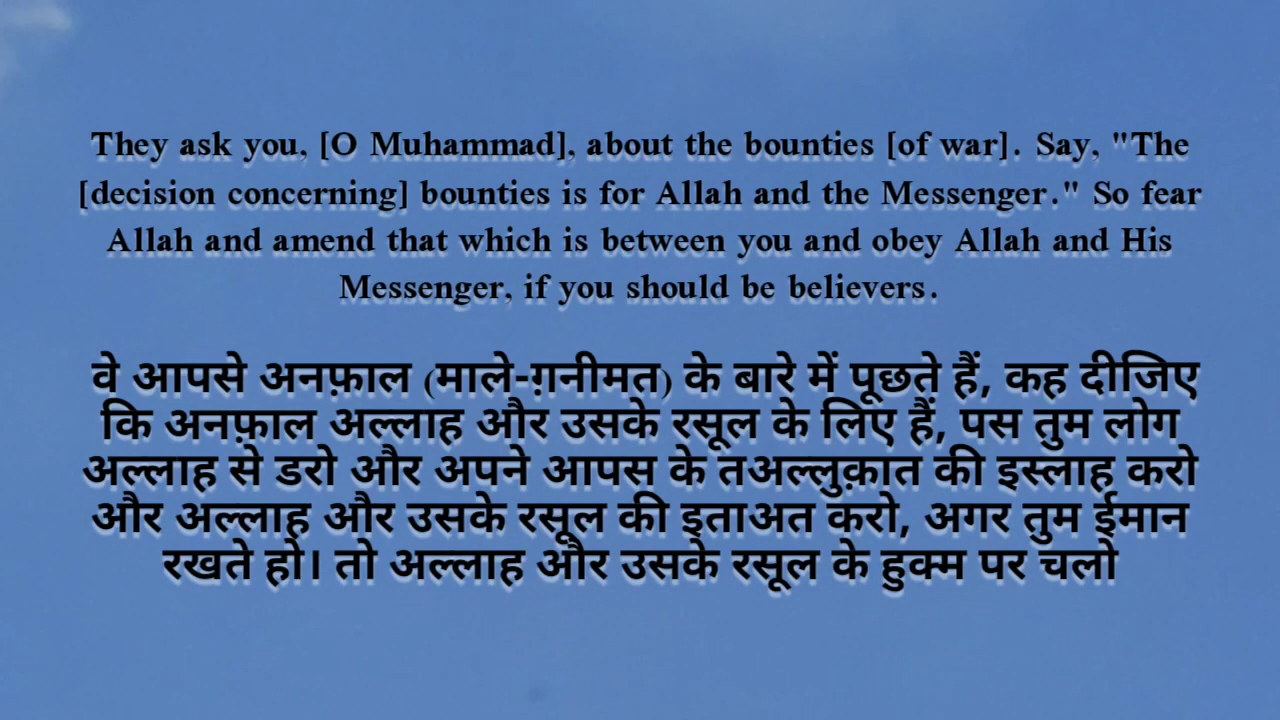 They ask you, [O Muhammad], about the bounties [of war]. Say, "The
[decision concerning] bounties is for Allah and the Messenger." So fear
Allah and amend that which is between you and obey Allah and His
Messenger, if you should be believers.
वे आपसे अनफ़ाल (माले-ग़नीमत) के बारे में पूछते हैं, कह दीजिए
कि अनफ़ाल अल्लाह और उसके रसूल के लिए हैं, पस तुम लोग
अल्लाह से डरो और अपने आपस के तअल्लुक़ात की इस्लाह करो
और अल्लाह और उसके रसूल की इताअत करो, अगर तुम ईमान
रखते हो। तो अल्लाह और उसके रसूल के हुक्म पर चलो